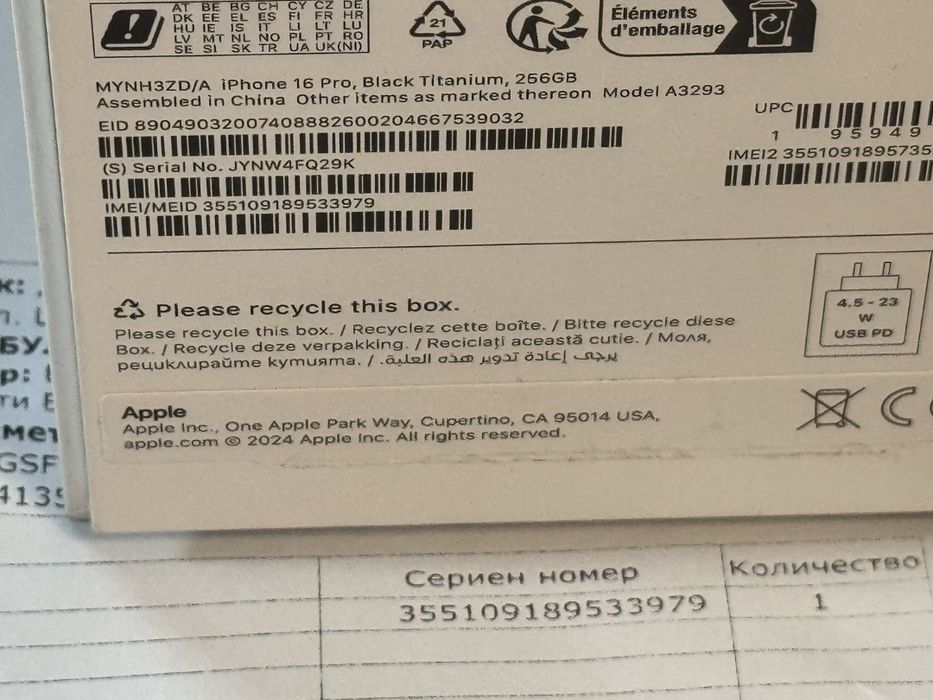 AT BE BG CH CY CZ DE
DK EE EL ES FI FR HR
HU IE IS IT LI LT LU
LV MT NL NO PL PT RO
SE SI SK TR UA UK(NI)
21
PAP
Éléments
d'emballage
MYNH3ZD/A iPhone 16 Pro, Black Titanium, 256GB
Assembled in China Other items as marked thereon Model A3293
EID 89049032007408882600204667539032
(S) Serial No. JYNW4FQ29K
IMEI/MEID 355109189533979
UPC
1 95949
IMEI2 3551091895735
Please recycle this box.
Please recycle this box. / Recyclez cette boîte. / Bitte recycle diese
Box. / Recycle deze verpakking. / Reciclați această cutie. / Моля,
рециклирайте кутията. / يرجى إعادة تدوير هذه العلبة.
4.5 - 23
W
USB PD
Apple
Apple Inc., One Apple Park Way, Cupertino, CA 95014 USA,
apple.com © 2024 Apple Inc. All rights reserved.
БУ.
GSF
Сериен номер Количество
355109189533979 1